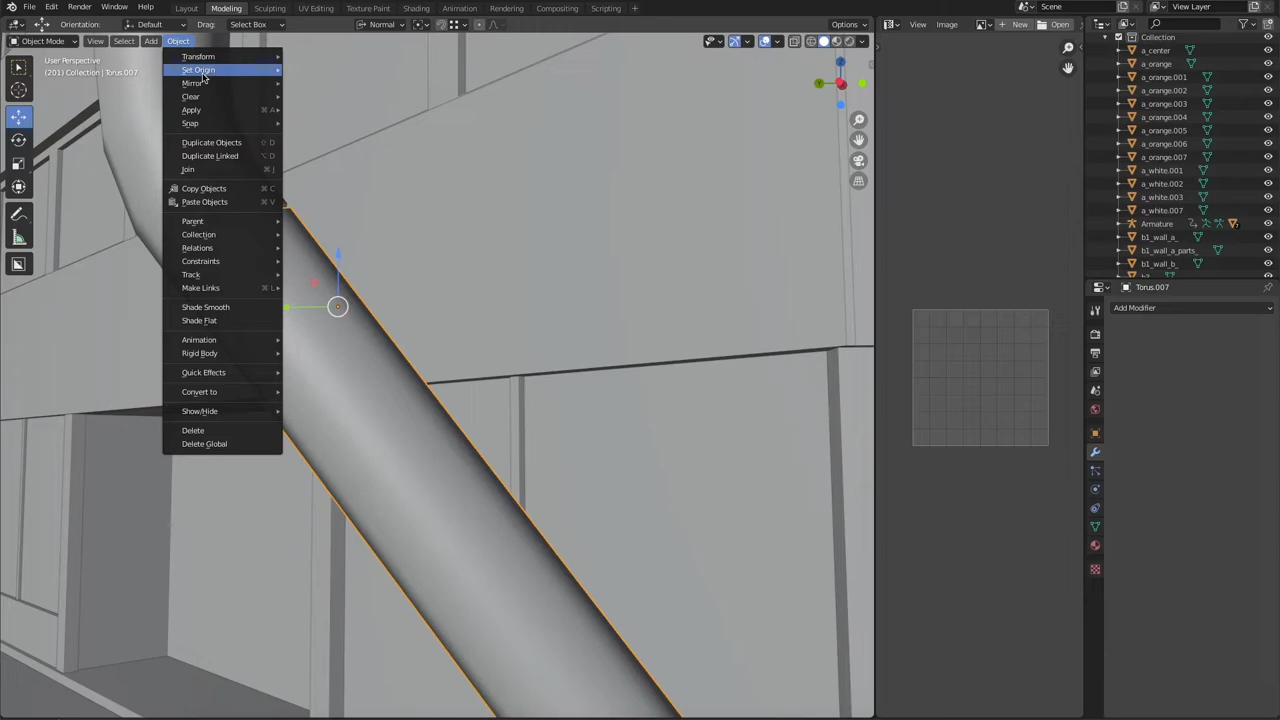 File Edit Render Window Help Layout Modeling Sculpting UV Editing Texture Paint Shading Animation Rendering Compositing Scripting Scene View Layer
Orientation: Default Drag: Select Box Normal Options View Image New Open
Object Mode View Select Add Object
User Perspective
(201) Collection | Torus.007
Transform
Set Origin
Mirror
Clear
Apply ⌘ A
Snap
Duplicate Objects ⇧ D
Duplicate Linked ⌥ D
Join ⌘ J
Copy Objects ⌘ C
Paste Objects ⌘ V
Parent
Collection
Relations
Constraints
Track
Make Links ⌘ L
Shade Smooth
Shade Flat
Animation
Rigid Body
Quick Effects
Convert to
Show/Hide
Delete
Delete Global
Z
Y
Collection
a_center
a_orange
a_orange.001
a_orange.002
a_orange.003
a_orange.004
a_orange.005
a_orange.006
a_orange.007
a_white.001
a_white.002
a_white.003
a_white.007
Armature
b1_wall_a_
b1_wall_a_parts_
b1_wall_b_
Torus.007
Add Modifier